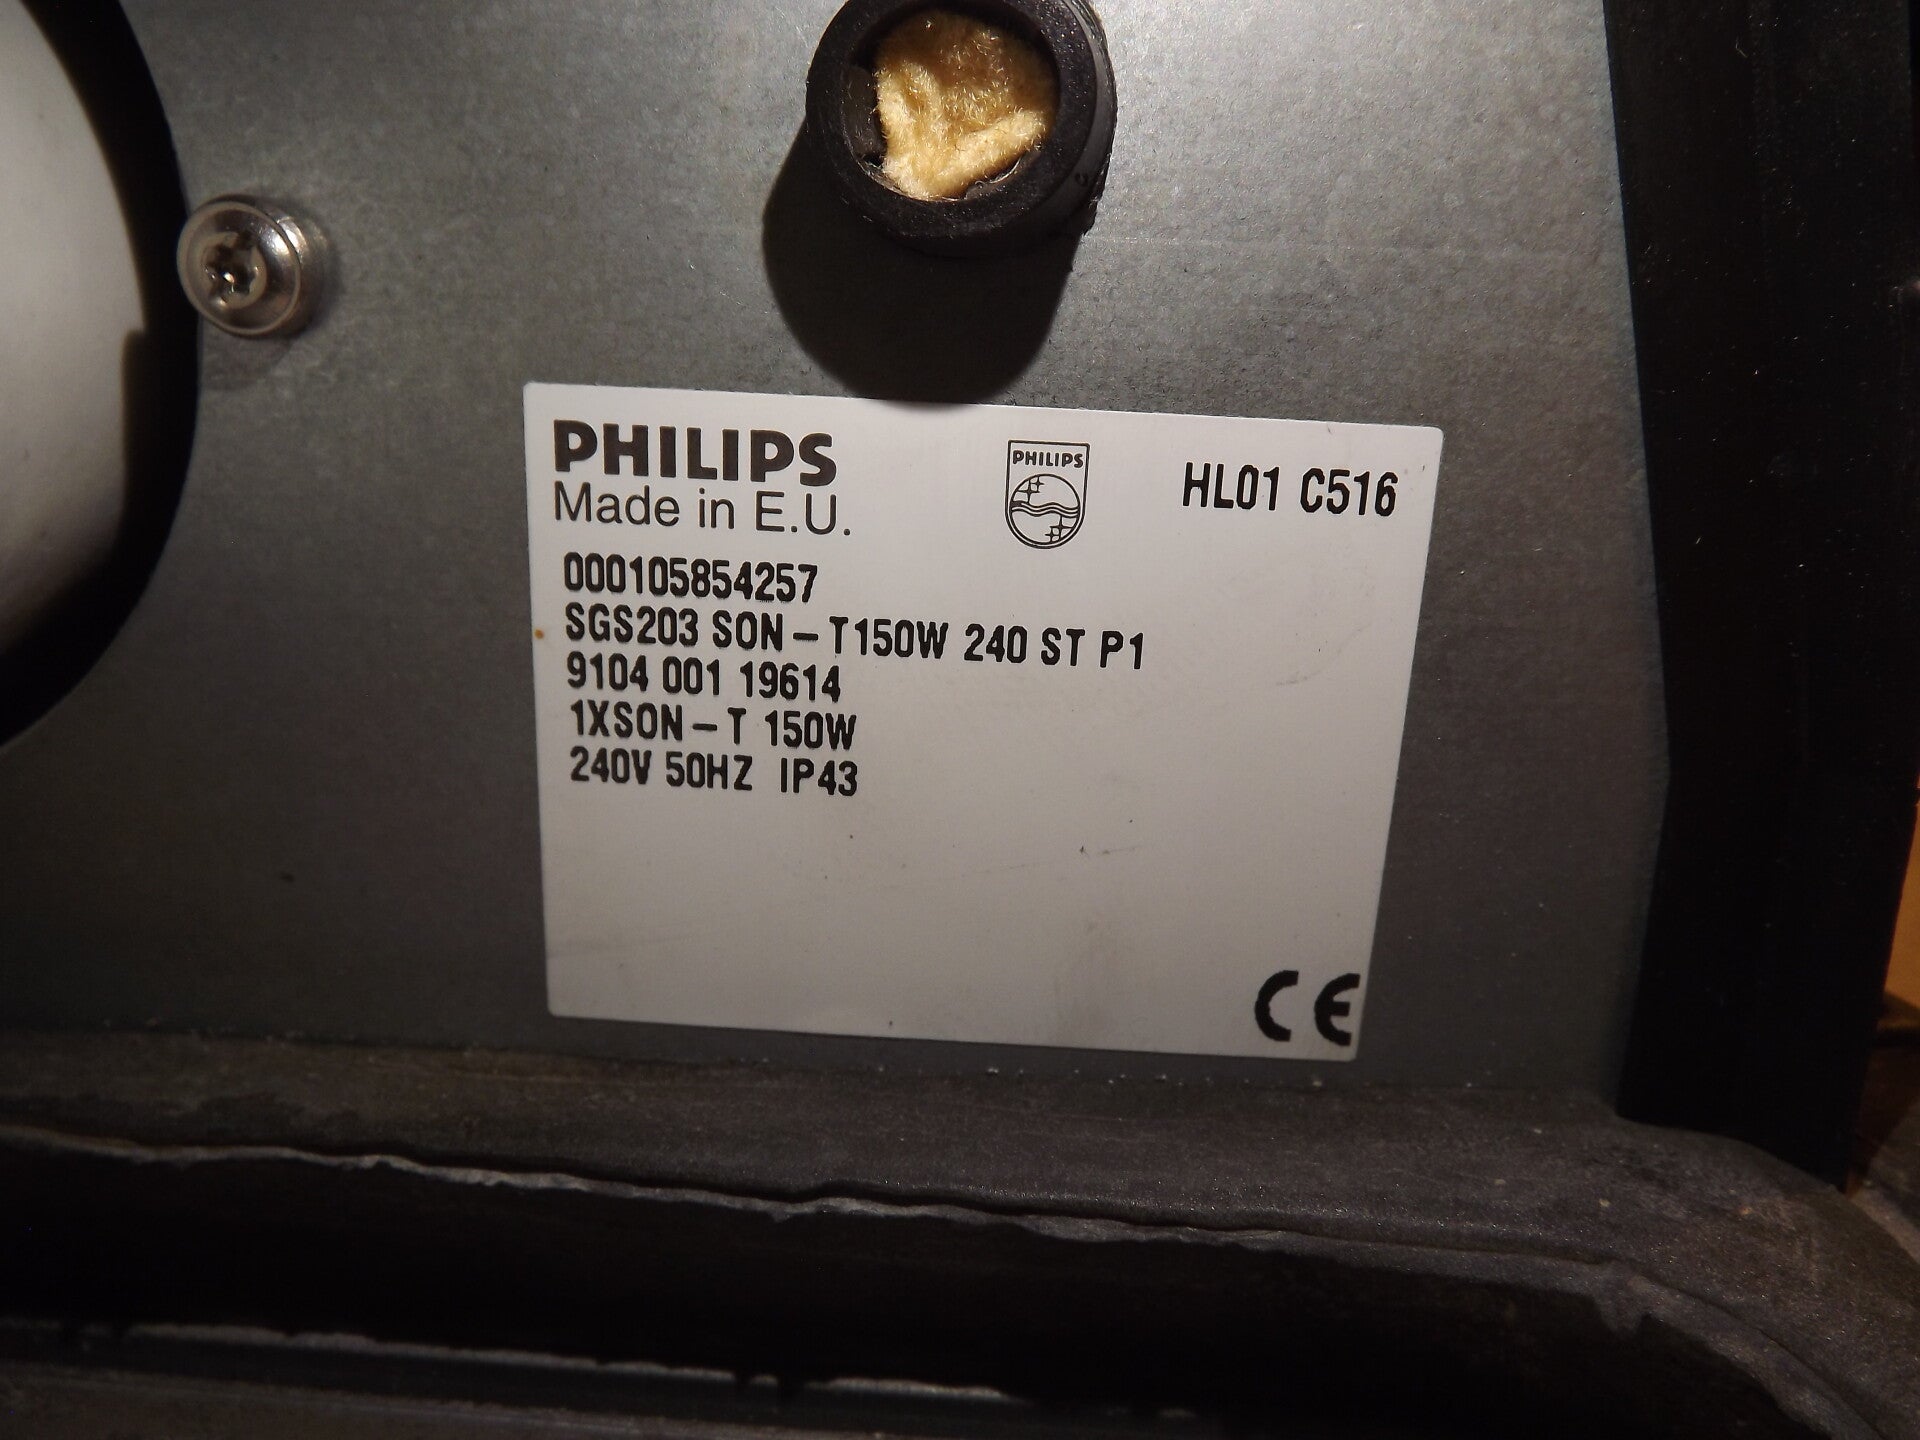 PHILIPS
Made in E.U.
PHILIPS
HL01 C516
000105854257
SGS203 SON-T150W 240 ST P1
9104 001 19614
1XSON-T 150W
240V 50HZ IP43
CE